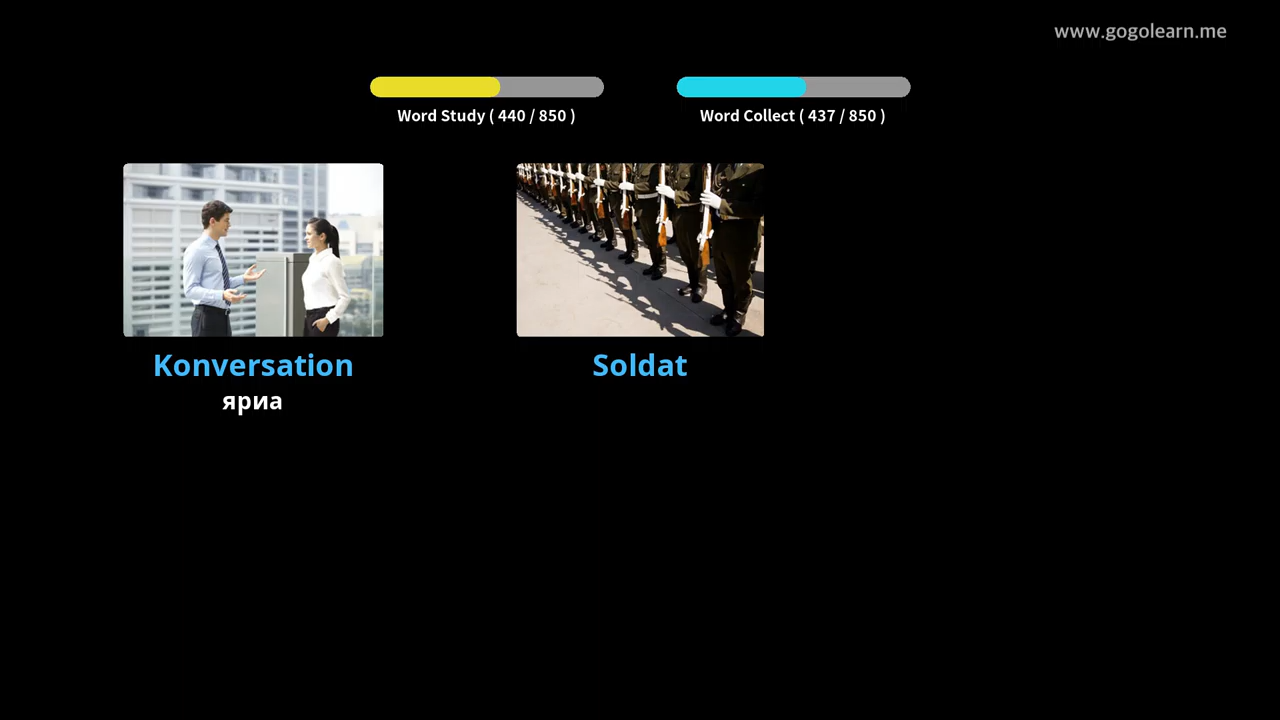 www.gogolearn.me
Word Study ( 440 / 850 )
Word Collect ( 437 / 850 )
Konversation
яриа
Soldat